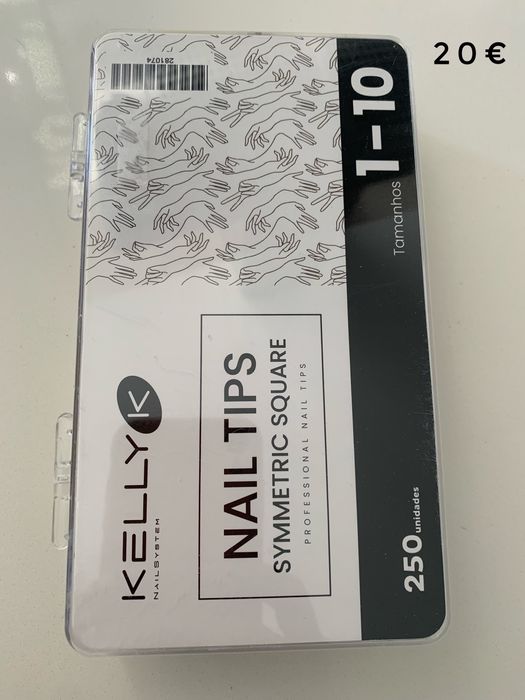 20€
281074
1-10
Tamanhos
KELLY K
NAILSYSTEM
NAIL TIPS
SYMMETRIC SQUARE
PROFESSIONAL NAIL TIPS
250 unidades